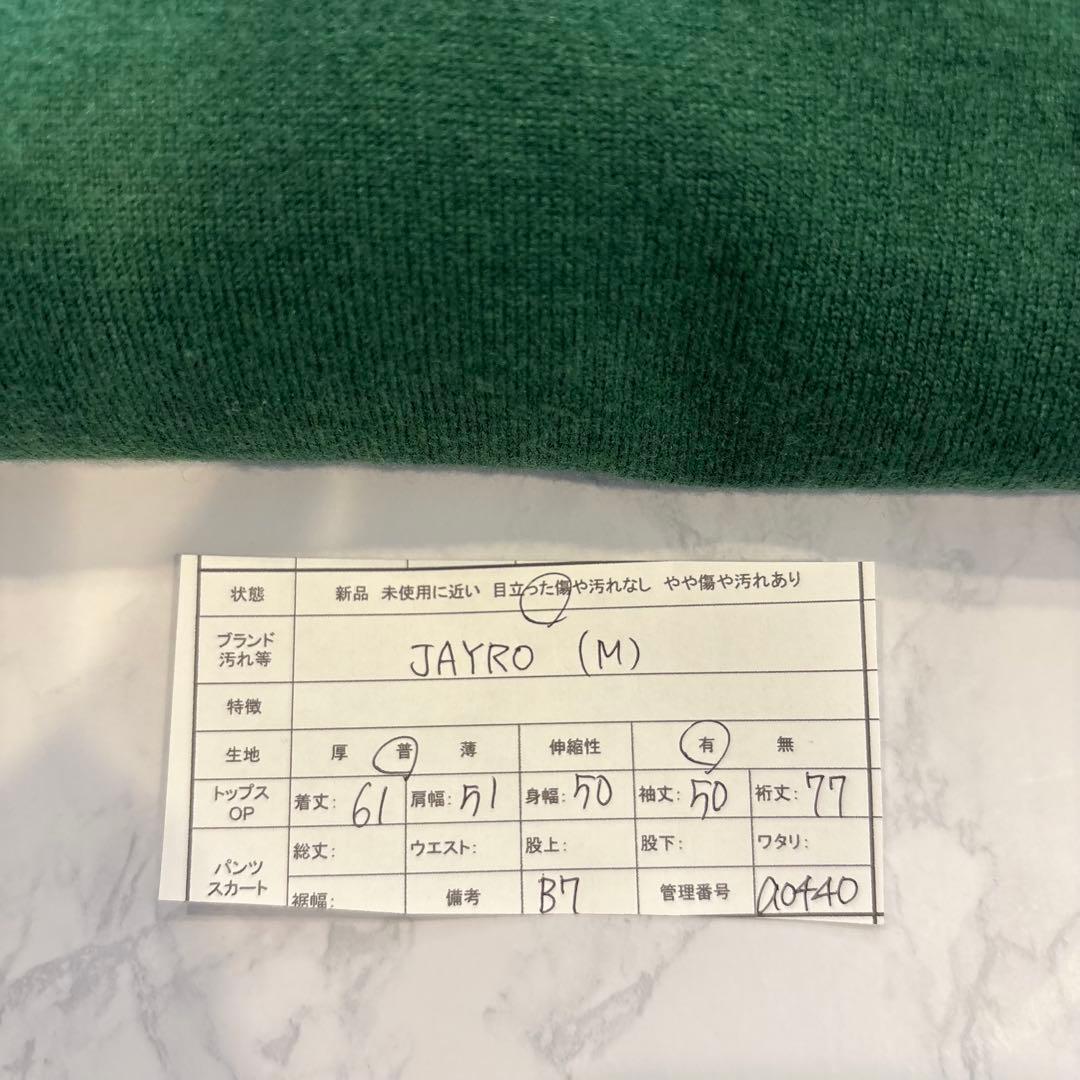 状態 新品 未使用に近い 目立った傷や汚れなし やや傷や汚れあり
ブランド
汚れ等 JAYRO (M)
特徴
生地 厚 普 薄 伸縮性 有 無
トップス
OP 着丈: 61 肩幅: 51 身幅: 50 袖丈: 50 裄丈: 77
パンツ
スカート
総丈: ウエスト: 股上: 股下: ワタリ:
裾幅: 備考 B7 管理番号 a0440